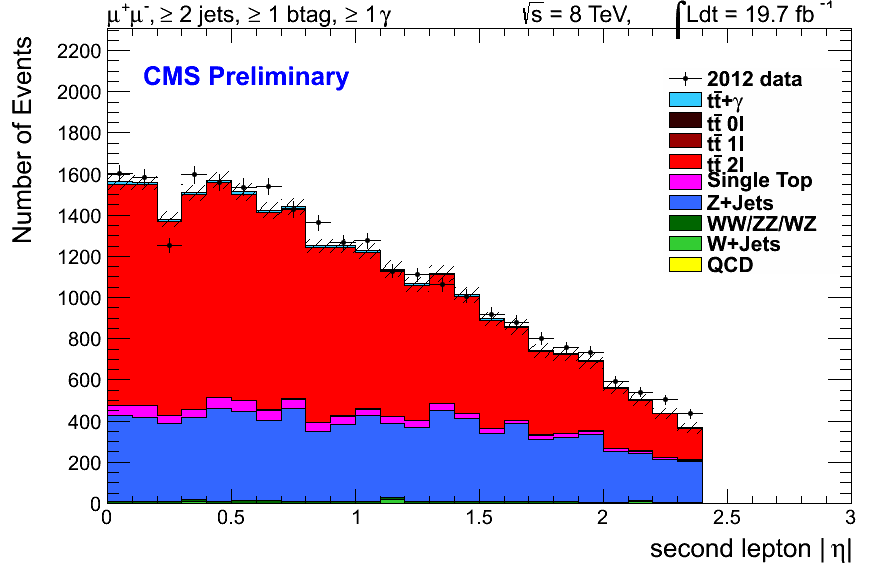 μ⁺μ⁻, ≥ 2 jets, ≥ 1 btag, ≥ 1 γ √s = 8 TeV, ∫Ldt = 19.7 fb⁻¹
Number of Events
2200
2000
1800
1600
1400
1200
1000
800
600
400
200
0
CMS Preliminary
2012 data
tt̄+γ
tt̄ 0l
tt̄ 1l
tt̄ 2l
Single Top
Z+Jets
WW/ZZ/WZ
W+Jets
QCD
0 0.5 1 1.5 2 2.5 3
second lepton |η|